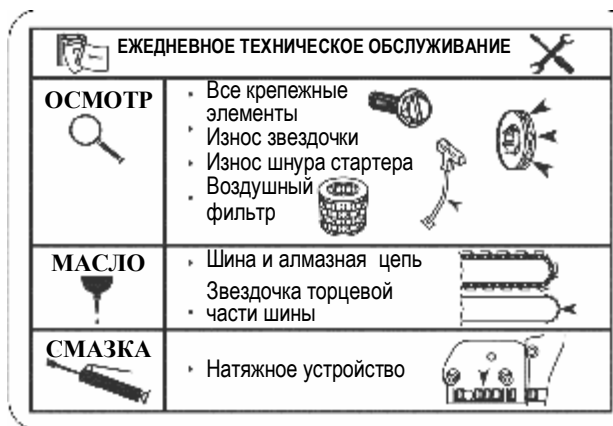 ЕЖЕДНЕВНОЕ ТЕХНИЧЕСКОЕ ОБСЛУЖИВАНИЕ
ОСМОТР
Все крепежные
элементы
Износ звездочки
Износ шнура стартера
Воздушный
фильтр
МАСЛО
Шина и алмазная цепь
Звездочка торцевой
части шины
СМАЗКА
Натяжное устройство